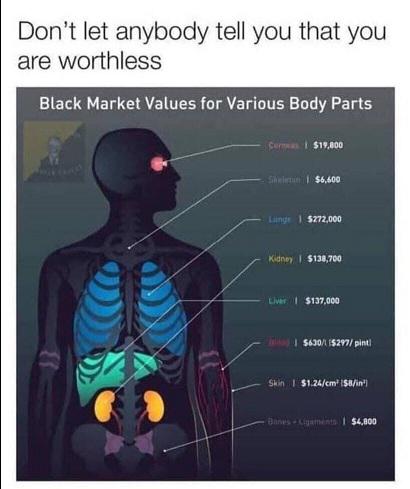 Don't let anybody tell you that you
are worthless
Black Market Values for Various Body Parts
Corneas | $19,800
Skeleton | $6,600
Lungs | $272,000
Kidney | $138,700
Liver | $137,000
Blood | $630/l ($297/ pint)
Skin | $1.24/cm² ($8/in²)
Bones + Ligaments | $4,800